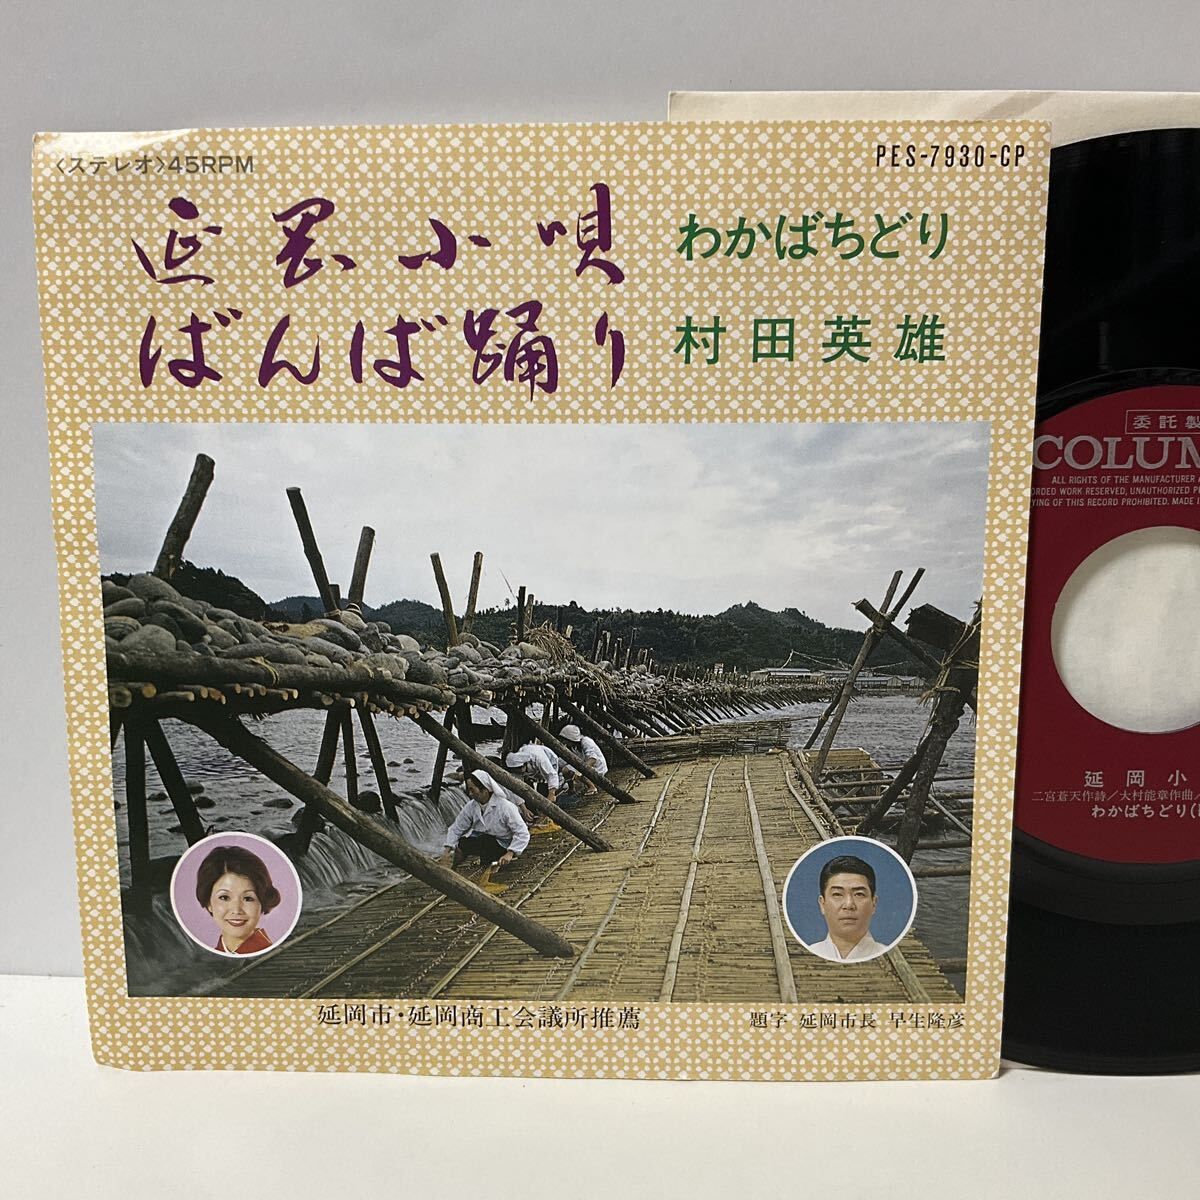 〈ステレオ〉45RPM
PES-7930-CP
延岡小唄
ばんば踊り
わかばちどり
村田英雄
延岡市・延岡商工会議所推薦
題字 延岡市長 早生隆彦
委託製
COLUM
ALL RIGHTS OF THE MANUFACTURER
ORDED WORK RESERVED, UNAUTHORIZED
YING OF THIS RECORD PROHIBITED. MADE
延岡小
二宮蒼天作詩/大村能章作曲/
わかばちどり